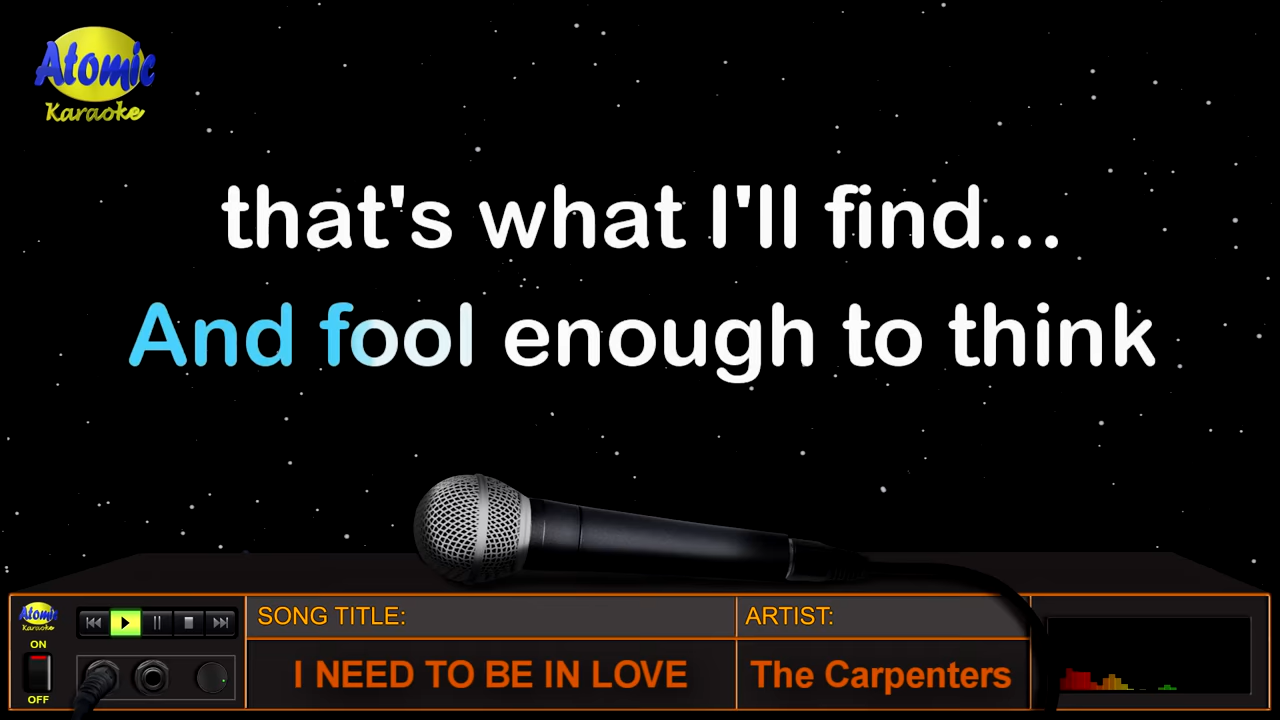 Atomic
Karaoke
that's what I'll find...
And fool enough to think
Atomic
Karaoke
ON
OFF
SONG TITLE:
ARTIST:
I NEED TO BE IN LOVE
The Carpenters